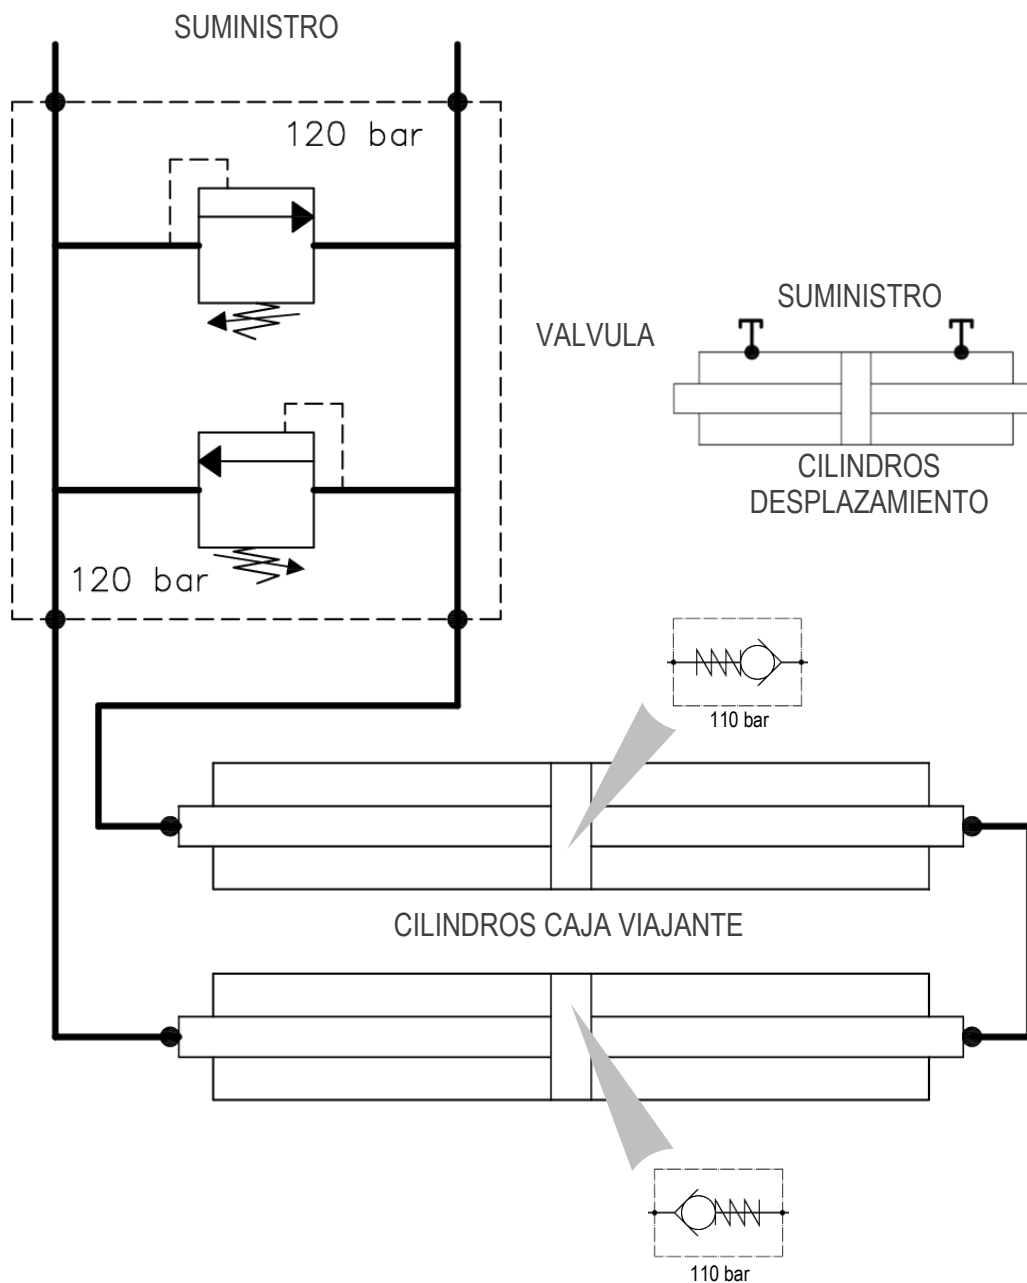 SUMINISTRO
120 bar
VALVULA
SUMINISTRO
CILINDROS
DESPLAZAMIENTO
120 bar
110 bar
CILINDROS CAJA VIAJANTE
110 bar